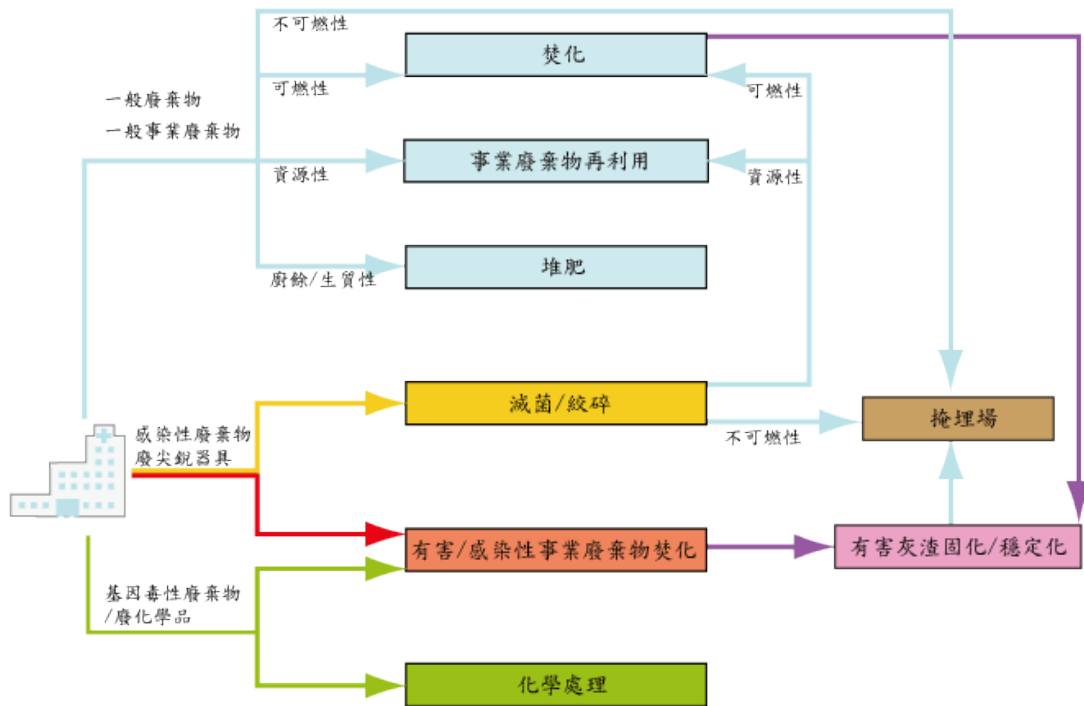 不可燃性
焚化
可燃性
可燃性
一般廢棄物
一般事業廢棄物
事業廢棄物再利用
資源性
資源性
堆肥
廚餘/生質性
滅菌/絞碎
掩埋場
不可燃性
感染性廢棄物
廢尖銳器具
有害/感染性事業廢棄物焚化
有害灰渣固化/穩定化
基因毒性廢棄物
/廢化學品
化學處理